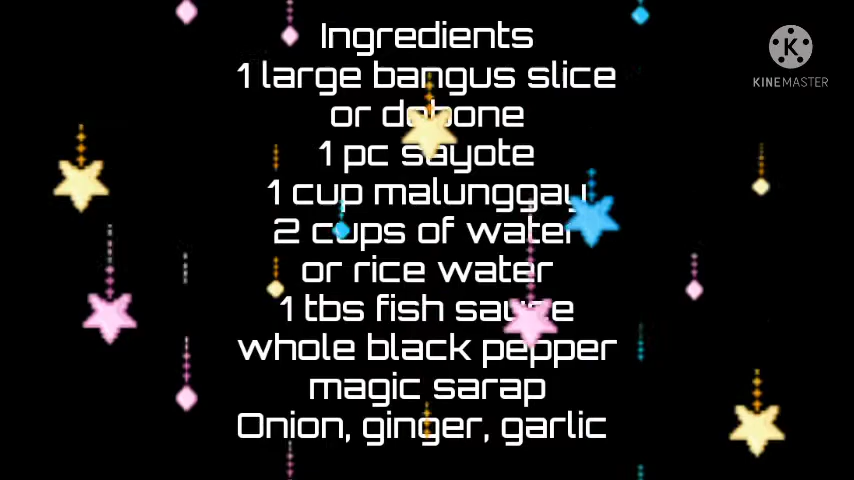 Ingredients
1 large bangus slice
or debone
1 pc sayote
1 cup malunggay
2 cups of water
or rice water
1 tbs fish sauce
whole black pepper
magic sarap
Onion, ginger, garlic
K
KINEMASTER